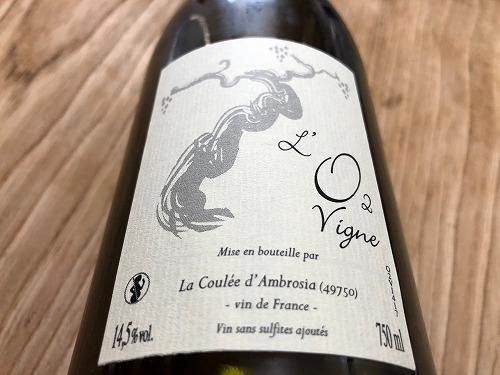 L'
O2
Vigne
Mise en bouteille par
La Coulée d'Ambrosia (49750)
- vin de France -
Vin sans sulfites ajoutés
14,5% vol.
750 ml